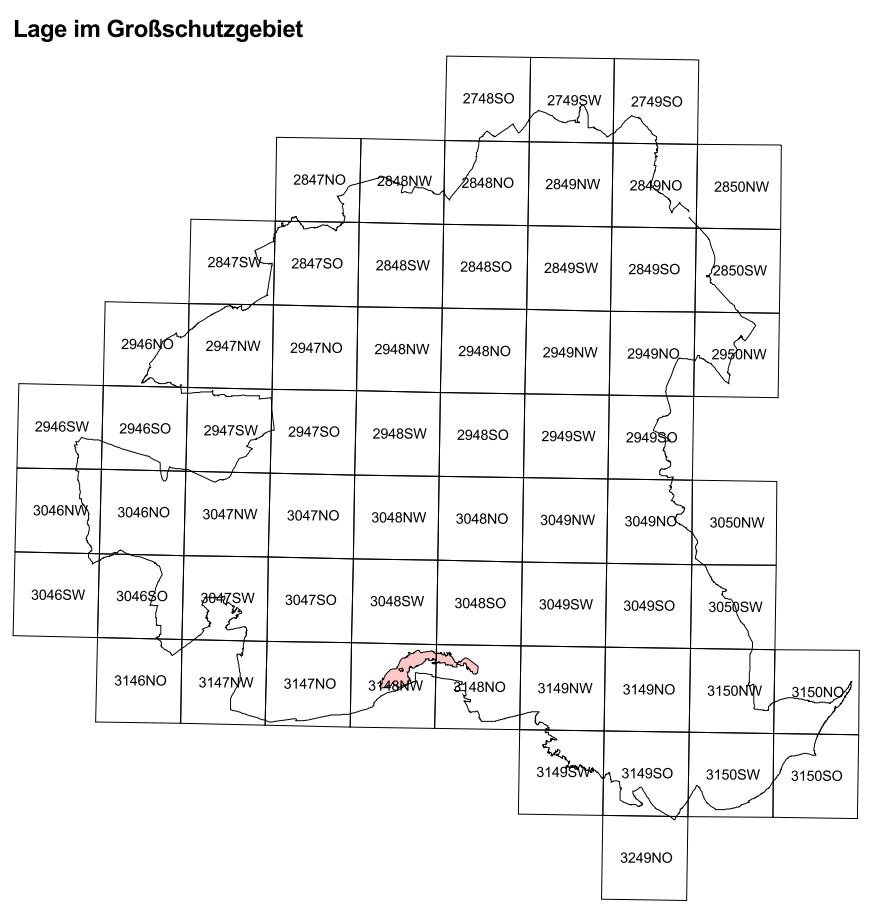 Lage im Großschutzgebiet
2748SO 2749SW 2749SO
2847NO 2848NW 2848NO 2849NW 2849NO 2850NW
2847SW 2847SO 2848SW 2848SO 2849SW 2849SO 2850SW
2946NO 2947NW 2947NO 2948NW 2948NO 2949NW 2949NO 2950NW
2946SW 2946SO 2947SW 2947SO 2948SW 2948SO 2949SW 2949SO
3046NW 3046NO 3047NW 3047NO 3048NW 3048NO 3049NW 3049NO 3050NW
3046SW 3046SO 3047SW 3047SO 3048SW 3048SO 3049SW 3049SO 3050SW
3146NO 3147NW 3147NO 3148NW 3148NO 3149NW 3149NO 3150NW 3150NO
3149SW 3149SO 3150SW 3150SO
3249NO